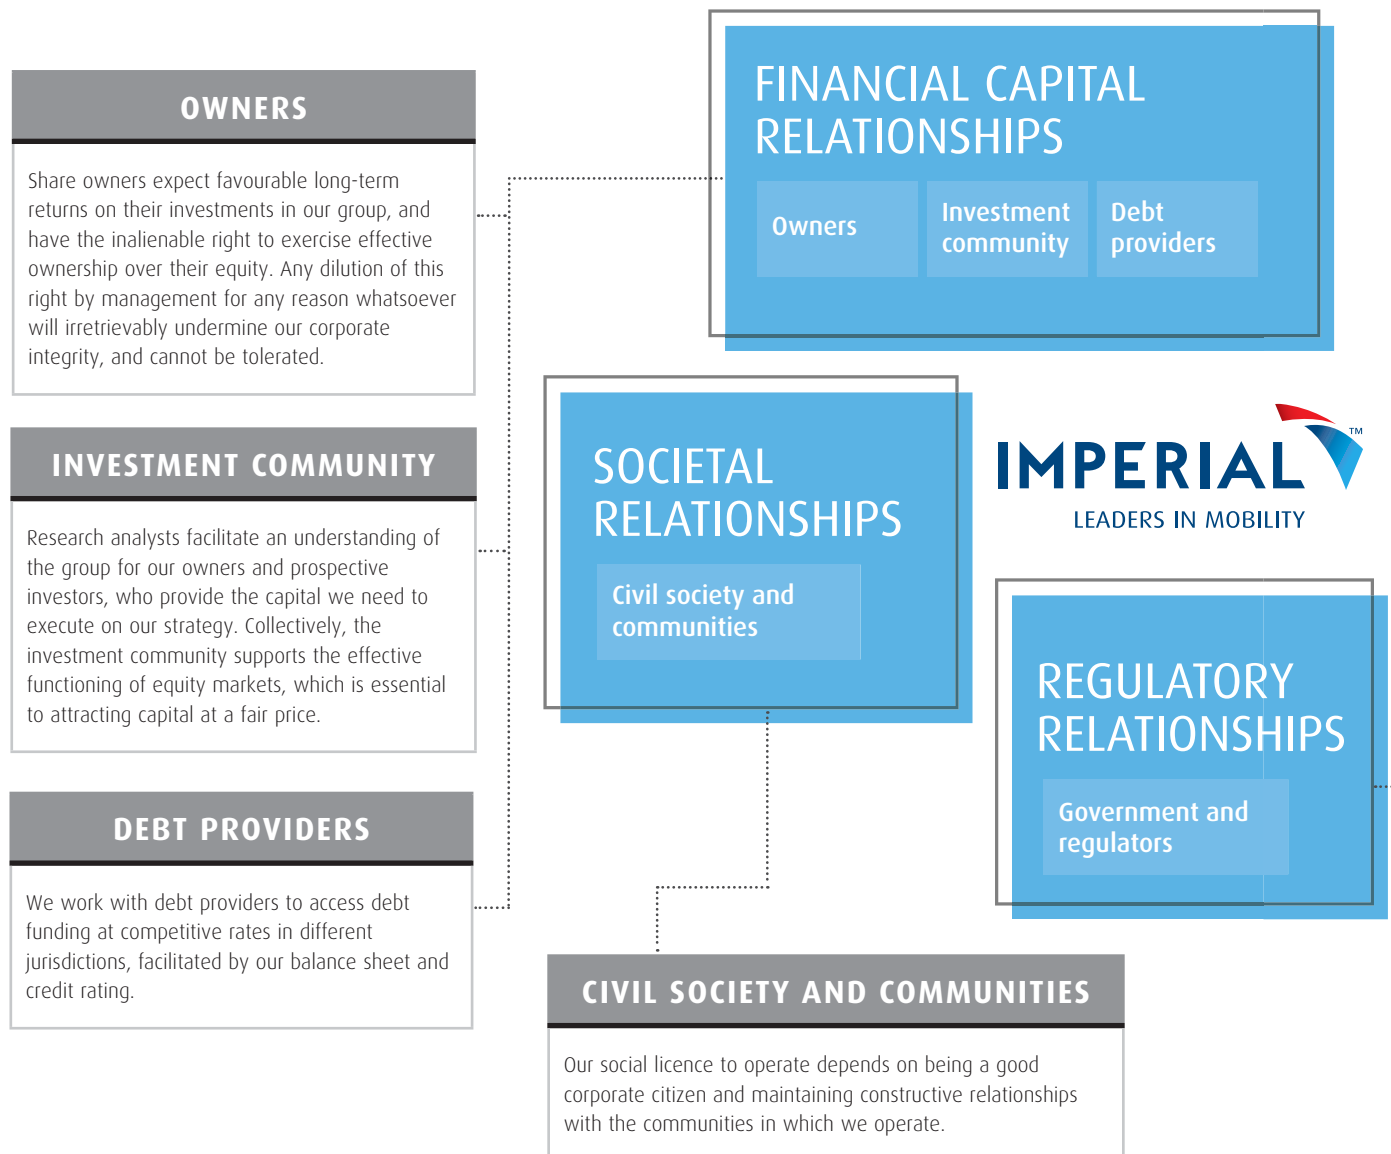 FINANCIAL CAPITAL
RELATIONSHIPS
Owners
Investment
community
Debt
providers
OWNERS
Share owners expect favourable long-term
returns on their investments in our group, and
have the inalienable right to exercise effective
ownership over their equity. Any dilution of this
right by management for any reason whatsoever
will irretrievably undermine our corporate
integrity, and cannot be tolerated.
INVESTMENT COMMUNITY
Research analysts facilitate an understanding of
the group for our owners and prospective
investors, who provide the capital we need to
execute on our strategy. Collectively, the
investment community supports the effective
functioning of equity markets, which is essential
to attracting capital at a fair price.
DEBT PROVIDERS
We work with debt providers to access debt
funding at competitive rates in different
jurisdictions, facilitated by our balance sheet and
credit rating.
SOCIETAL
RELATIONSHIPS
Civil society and
communities
IMPERIAL™
LEADERS IN MOBILITY
REGULATORY
RELATIONSHIPS
Government and
regulators
CIVIL SOCIETY AND COMMUNITIES
Our social licence to operate depends on being a good
corporate citizen and maintaining constructive relationships
with the communities in which we operate.